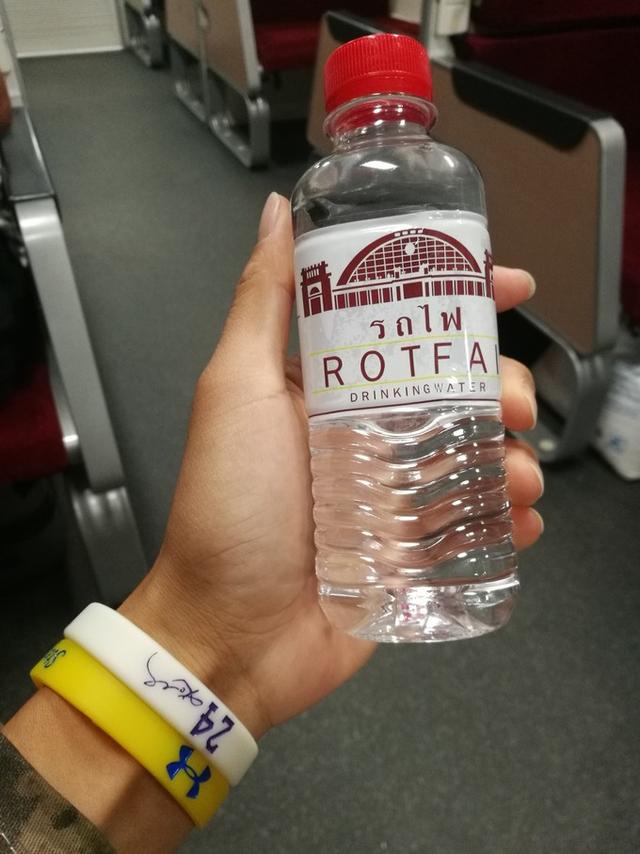 รถไฟ
ROTFAI
DRINKINGWATER
24